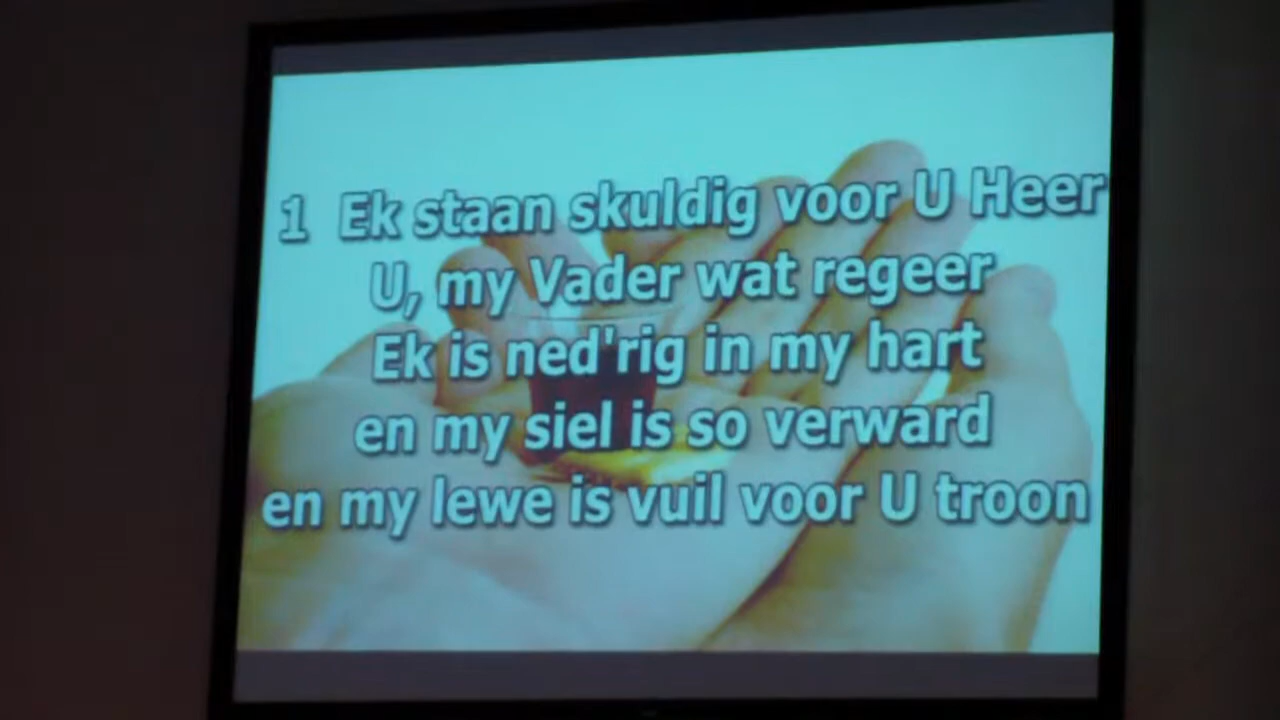 1 Ek staan skuldig voor U Heer
U, my Vader wat regeer
Ek is ned'rig in my hart
en my siel is so verward
en my lewe is vuil voor U troon